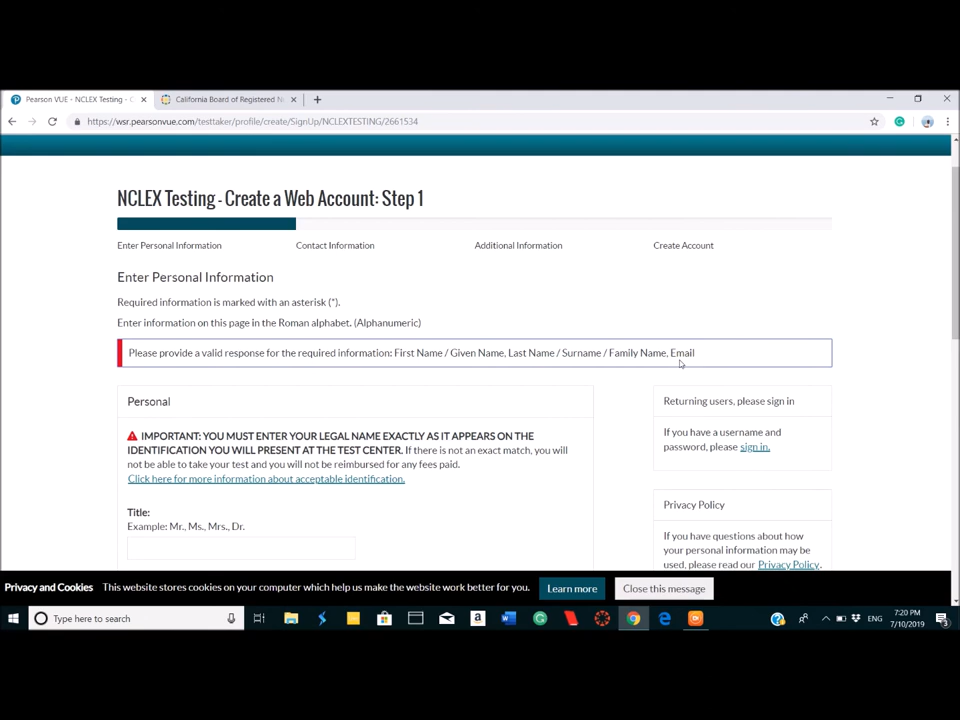 Pearson VUE - NCLEX Testing - C
California Board of Registered N
https://wsr.pearsonvue.com/testtaker/profile/create/SignUp/NCLEXTESTING/2661534
NCLEX Testing - Create a Web Account: Step 1
Enter Personal Information
Contact Information
Additional Information
Create Account
Enter Personal Information
Required information is marked with an asterisk (*).
Enter information on this page in the Roman alphabet. (Alphanumeric)
Please provide a valid response for the required information: First Name / Given Name, Last Name / Surname / Family Name, Email
Personal
IMPORTANT: YOU MUST ENTER YOUR LEGAL NAME EXACTLY AS IT APPEARS ON THE
IDENTIFICATION YOU WILL PRESENT AT THE TEST CENTER. If there is not an exact match, you will
not be able to take your test and you will not be reimbursed for any fees paid.
Click here for more information about acceptable identification.
Title:
Example: Mr., Ms., Mrs., Dr.
Returning users, please sign in
If you have a username and
password, please sign in.
Privacy Policy
If you have questions about how
your personal information may be
used, please read our Privacy Policy.
Privacy and Cookies
This website stores cookies on your computer which help us make the website work better for you.
Learn more
Close this message
Type here to search
ENG
7:20 PM
7/10/2019